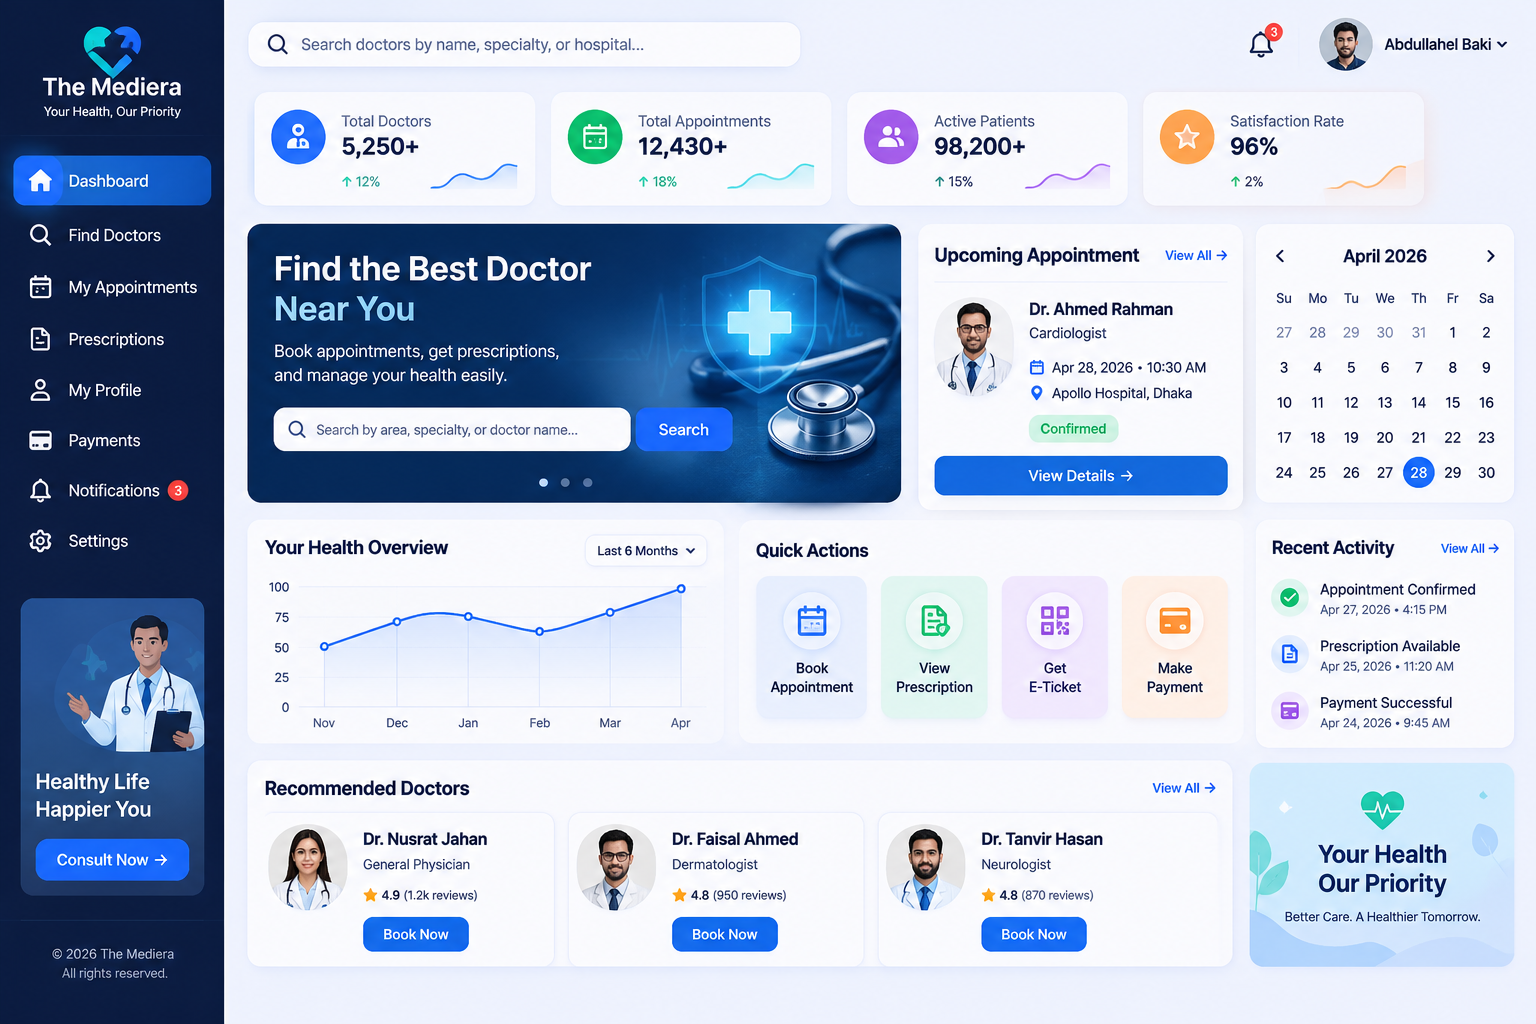 The Mediera
Your Health, Our Priority
Dashboard
Find Doctors
My Appointments
Prescriptions
My Profile
Payments
Notifications 3
Settings
Healthy Life
Happier You
Consult Now →
© 2026 The Mediera
All rights reserved.
Search doctors by name, specialty, or hospital...
3
Abdullahel Baki
Total Doctors
5,250+
↑ 12%
Total Appointments
12,430+
↑ 18%
Active Patients
98,200+
↑ 15%
Satisfaction Rate
96%
↑ 2%
Find the Best Doctor
Near You
Book appointments, get prescriptions,
and manage your health easily.
Search by area, specialty, or doctor name...
Search
Upcoming Appointment
View All →
Dr. Ahmed Rahman
Cardiologist
Apr 28, 2026 • 10:30 AM
Apollo Hospital, Dhaka
Confirmed
View Details →
April 2026
Su Mo Tu We Th Fr Sa
27 28 29 30 31 1 2
3 4 5 6 7 8 9
10 11 12 13 14 15 16
17 18 19 20 21 22 23
24 25 26 27 28 29 30
Your Health Overview
Last 6 Months
100
75
50
25
0
Nov Dec Jan Feb Mar Apr
Quick Actions
Book
Appointment
View
Prescription
Get
E-Ticket
Make
Payment
Recent Activity
View All →
Appointment Confirmed
Apr 27, 2026 • 4:15 PM
Prescription Available
Apr 25, 2026 • 11:20 AM
Payment Successful
Apr 24, 2026 • 9:45 AM
Recommended Doctors
View All →
Dr. Nusrat Jahan
General Physician
4.9 (1.2k reviews)
Book Now
Dr. Faisal Ahmed
Dermatologist
4.8 (950 reviews)
Book Now
Dr. Tanvir Hasan
Neurologist
4.8 (870 reviews)
Book Now
Your Health
Our Priority
Better Care. A Healthier Tomorrow.